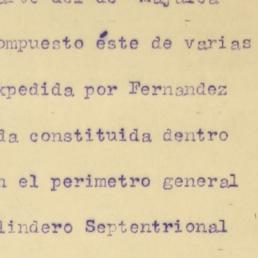 ompuesto éste de varias
xpedida por Fernandez
da constituida dentro
n el perimetro general
lindero Septentrional